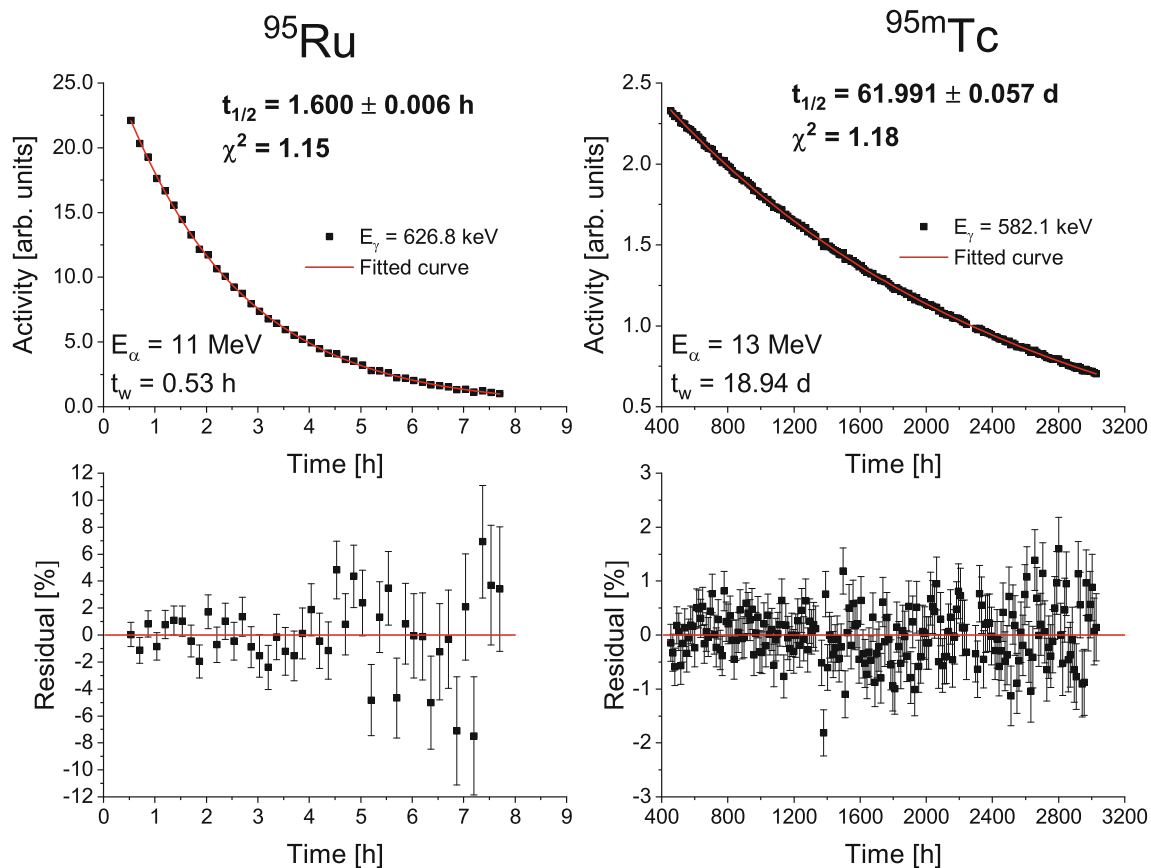 ⁹⁵Ru
25.0
20.0
15.0
10.0
5.0
0.0
Activity [arb. units]
t₁/₂ = 1.600 ± 0.006 h
χ² = 1.15
Eγ = 626.8 keV
Fitted curve
Eα = 11 MeV
t_w = 0.53 h
0 1 2 3 4 5 6 7 8 9
Time [h]
⁹⁵ᵐTc
2.5
2.0
1.5
1.0
0.5
Activity [arb. units]
t₁/₂ = 61.991 ± 0.057 d
χ² = 1.18
Eγ = 582.1 keV
Fitted curve
Eα = 13 MeV
t_w = 18.94 d
400 800 1200 1600 2000 2400 2800 3200
Time [h]
12
10
8
6
4
2
0
-2
-4
-6
-8
-10
-12
Residual [%]
0 1 2 3 4 5 6 7 8 9
Time [h]
3
2
1
0
-1
-2
-3
Residual [%]
400 800 1200 1600 2000 2400 2800 3200
Time [h]